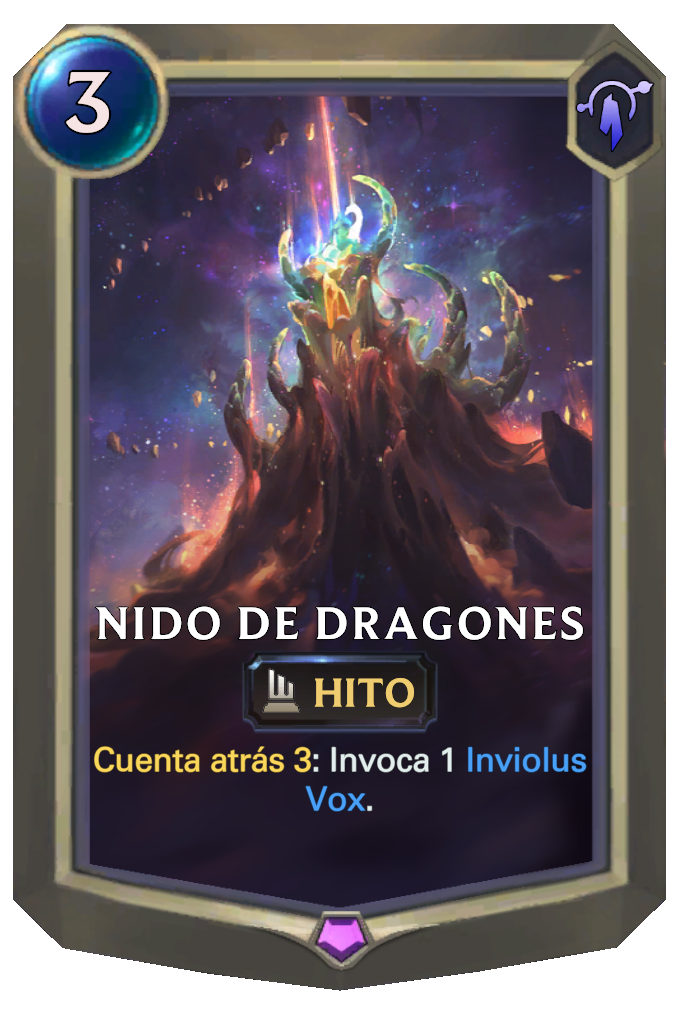 3
NIDO DE DRAGONES
HITO
Cuenta atrás 3: Invoca 1 Inviolus
Vox.